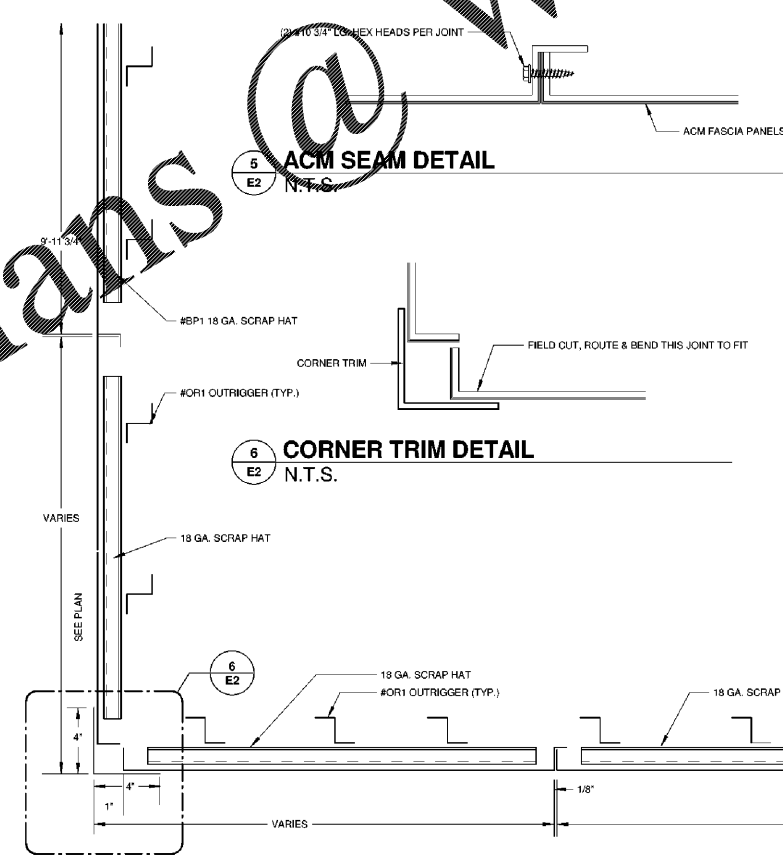 (2) #10 3/4" LG. HEX HEADS PER JOINT
ACM FASCIA PANELS
5
E2
ACM SEAM DETAIL
N.T.S.
ans @ w
9'-11 3/4"
#BP1 18 GA. SCRAP HAT
CORNER TRIM
FIELD CUT, ROUTE & BEND THIS JOINT TO FIT
#OR1 OUTRIGGER (TYP.)
6
E2
CORNER TRIM DETAIL
N.T.S.
VARIES
18 GA. SCRAP HAT
SEE PLAN
6
E2
18 GA. SCRAP HAT
#OR1 OUTRIGGER (TYP.)
18 GA. SCRAP
4"
4"
1"
1/8"
VARIES